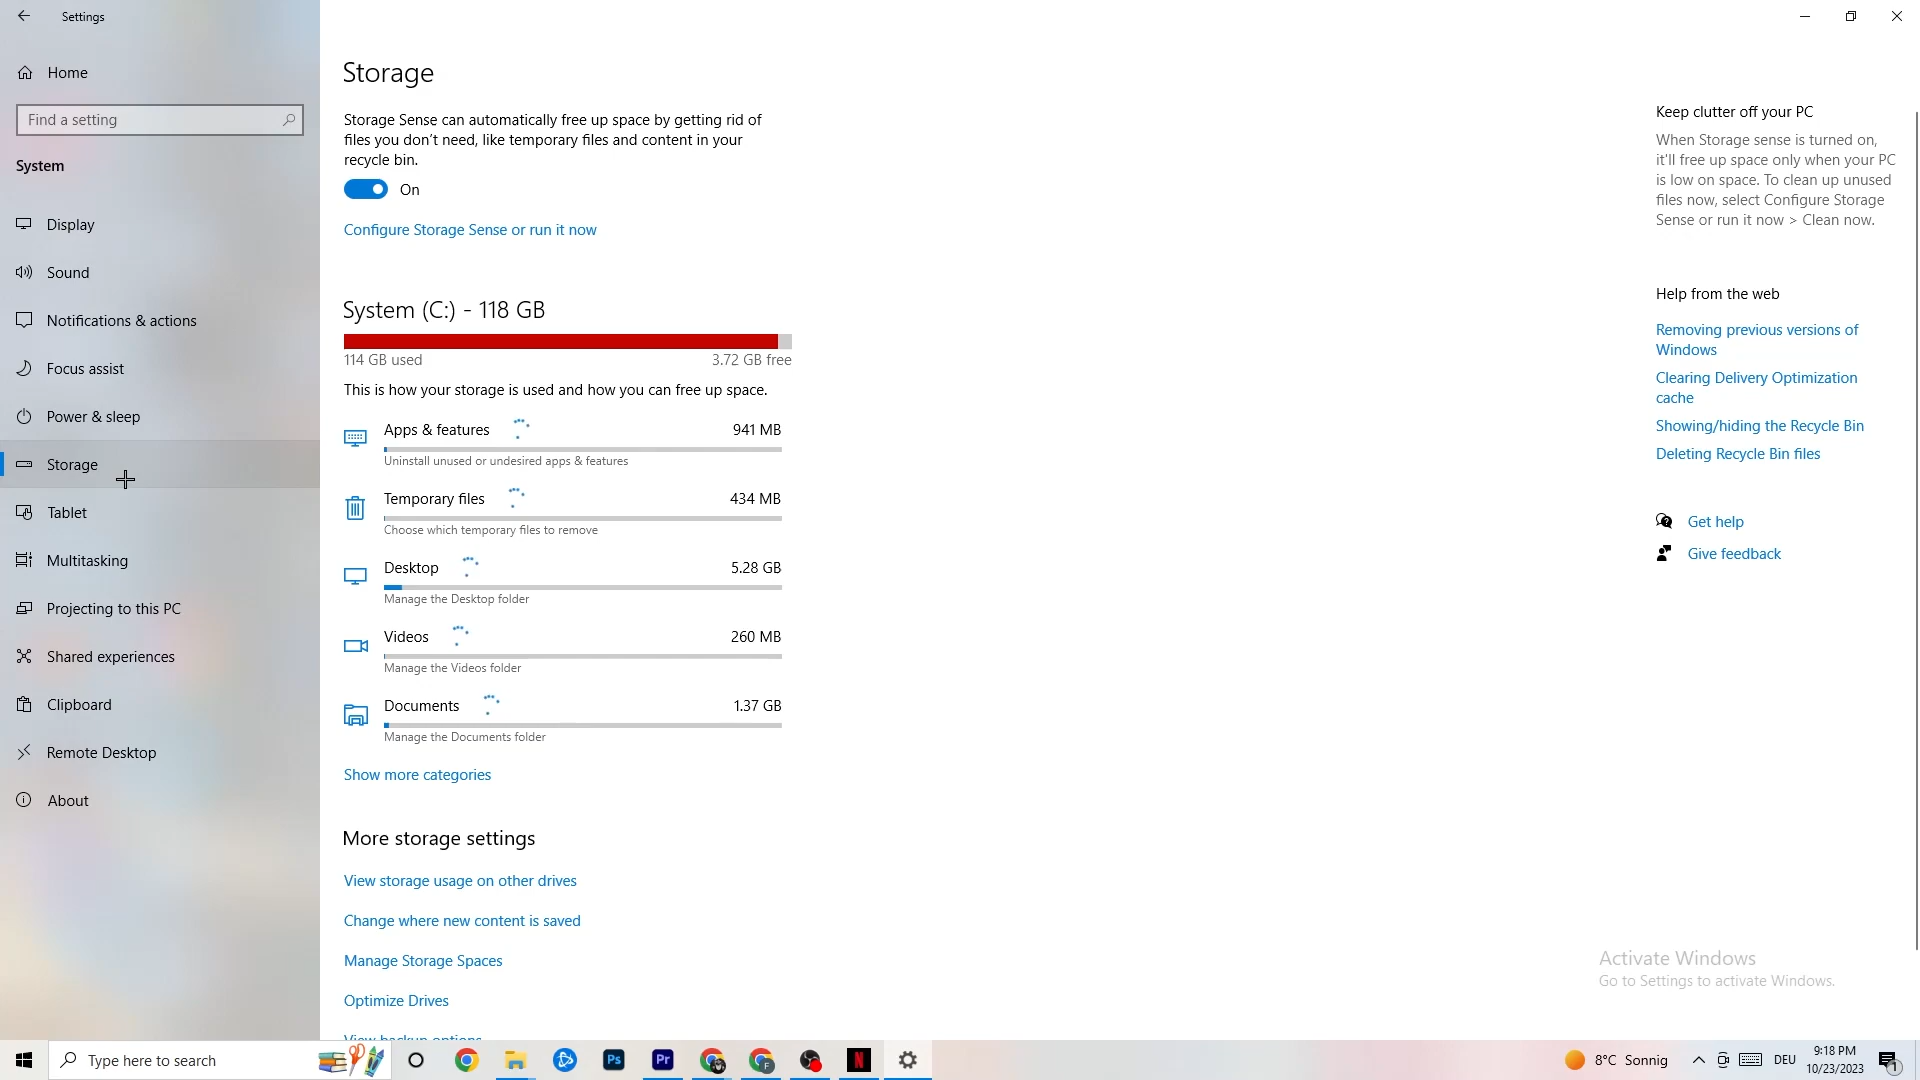 Settings
Home
Find a setting
System
Display
Sound
Notifications & actions
Focus assist
Power & sleep
Storage
Tablet
Multitasking
Projecting to this PC
Shared experiences
Clipboard
Remote Desktop
About
Storage
Storage Sense can automatically free up space by getting rid of
files you don't need, like temporary files and content in your
recycle bin.
On
Configure Storage Sense or run it now
System (C:) - 118 GB
114 GB used
3.72 GB free
This is how your storage is used and how you can free up space.
Apps & features 941 MB
Uninstall unused or undesired apps & features
Temporary files 434 MB
Choose which temporary files to remove
Desktop 5.28 GB
Manage the Desktop folder
Videos 260 MB
Manage the Videos folder
Documents 1.37 GB
Manage the Documents folder
Show more categories
More storage settings
View storage usage on other drives
Change where new content is saved
Manage Storage Spaces
Optimize Drives
View backup options
Keep clutter off your PC
When Storage sense is turned on,
it'll free up space only when your PC
is low on space. To clean up unused
files now, select Configure Storage
Sense or run it now > Clean now.
Help from the web
Removing previous versions of
Windows
Clearing Delivery Optimization
cache
Showing/hiding the Recycle Bin
Deleting Recycle Bin files
Get help
Give feedback
Activate Windows
Go to Settings to activate Windows.
Type here to search
Ps
Pr
F
N
8°C Sonnig
DEU
9:18 PM
10/23/2023
1